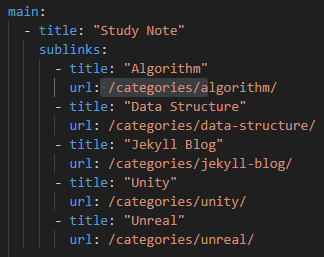 main:
  - title: "Study Note"
    sublinks:
      - title: "Algorithm"
        url: /categories/algorithm/
      - title: "Data Structure"
        url: /categories/data-structure/
      - title: "Jekyll Blog"
        url: /categories/jekyll-blog/
      - title: "Unity"
        url: /categories/unity/
      - title: "Unreal"
        url: /categories/unreal/